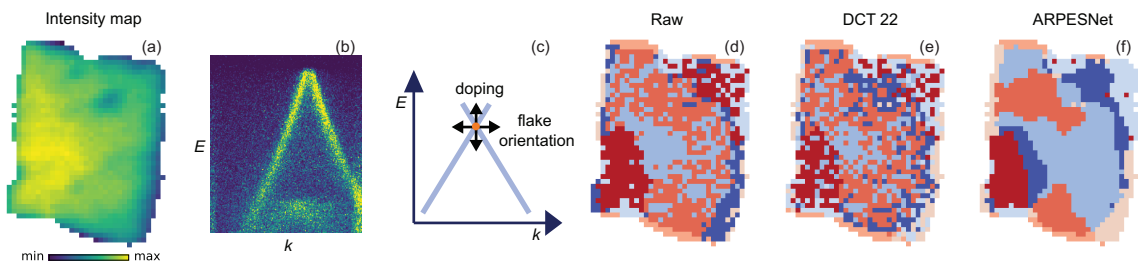 Intensity map
(a)
min
max
(b)
E
k
(c)
E
doping
flake
orientation
k
Raw
(d)
DCT 22
(e)
ARPESNet
(f)